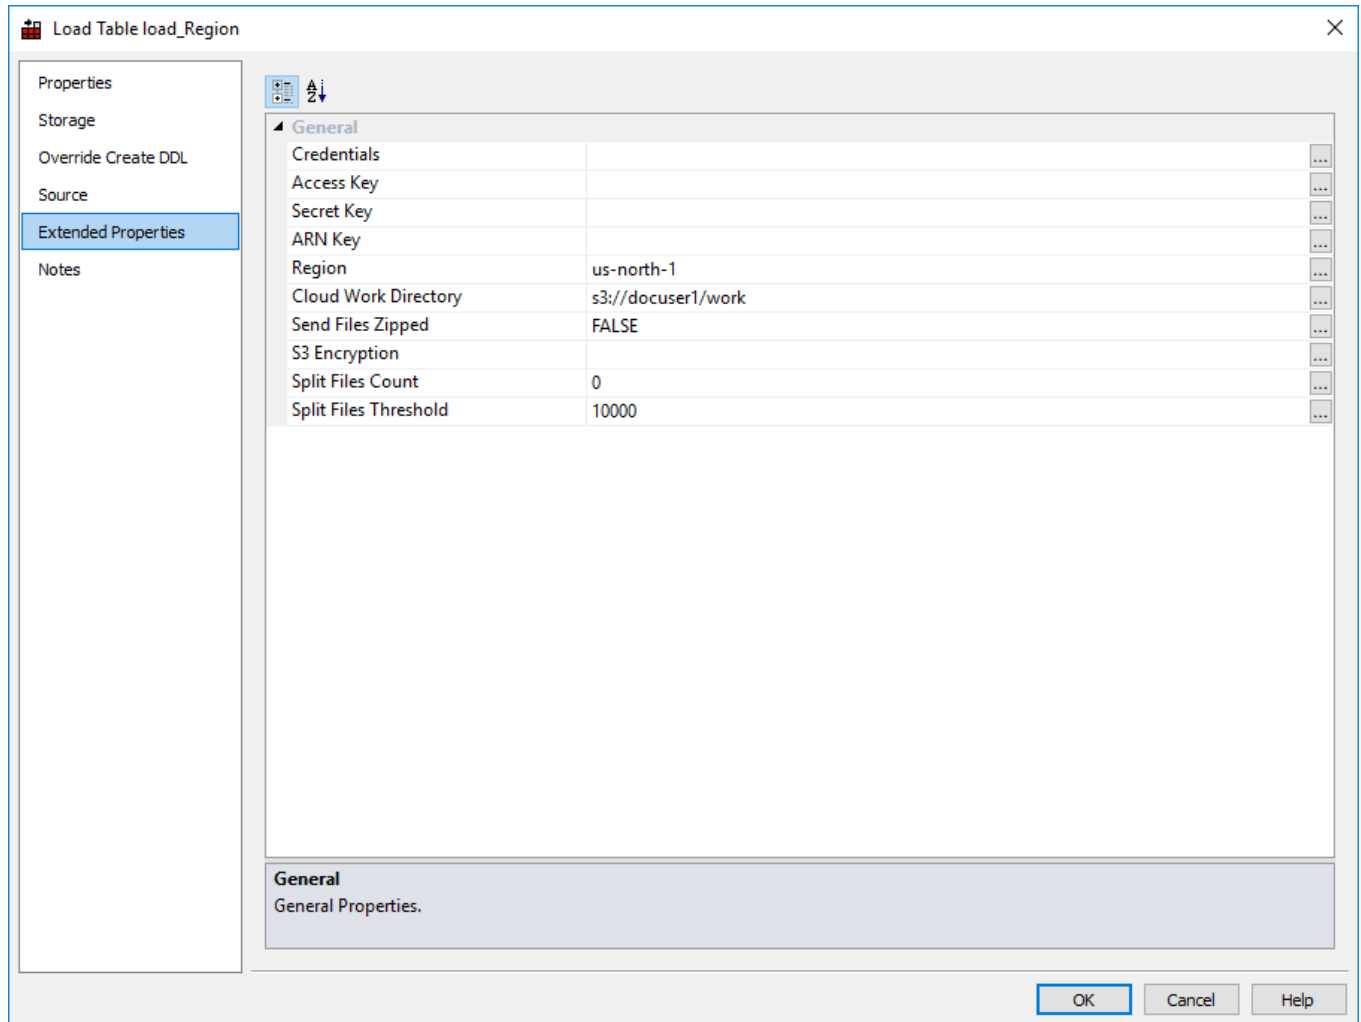 Load Table load_Region
Properties
Storage
Override Create DDL
Source
Extended Properties
Notes
General
Credentials ...
Access Key ...
Secret Key ...
ARN Key ...
Region us-north-1 ...
Cloud Work Directory s3://docuser1/work ...
Send Files Zipped FALSE ...
S3 Encryption ...
Split Files Count 0 ...
Split Files Threshold 10000 ...
General
General Properties.
OK Cancel Help